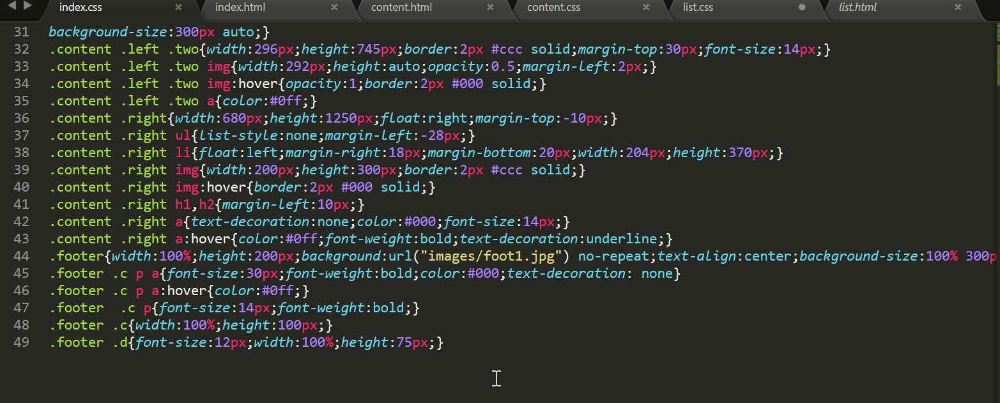 index.css × index.html × content.html × content.css × list.css list.html ×
31 background-size:300px auto;}
32 .content .left .two{width:296px;height:745px;border:2px #ccc solid;margin-top:30px;font-size:14px;}
33 .content .left .two img{width:292px;height:auto;opacity:0.5;margin-left:2px;}
34 .content .left .two img:hover{opacity:1;border:2px #000 solid;}
35 .content .left .two a{color:#0ff;}
36 .content .right{width:680px;height:1250px;float:right;margin-top:-10px;}
37 .content .right ul{list-style:none;margin-left:-28px;}
38 .content .right li{float:left;margin-right:18px;margin-bottom:20px;width:204px;height:370px;}
39 .content .right img{width:200px;height:300px;border:2px #ccc solid;}
40 .content .right img:hover{border:2px #000 solid;}
41 .content .right h1,h2{margin-left:10px;}
42 .content .right a{text-decoration:none;color:#000;font-size:14px;}
43 .content .right a:hover{color:#0ff;font-weight:bold;text-decoration:underline;}
44 .footer{width:100%;height:200px;background:url("images/foot1.jpg") no-repeat;text-align:center;background-size:100% 300p
45 .footer .c p a{font-size:30px;font-weight:bold;color:#000;text-decoration: none}
46 .footer .c p a:hover{color:#0ff;}
47 .footer  .c p{font-size:14px;font-weight:bold;}
48 .footer .c{width:100%;height:100px;}
49 .footer .d{font-size:12px;width:100%;height:75px;}